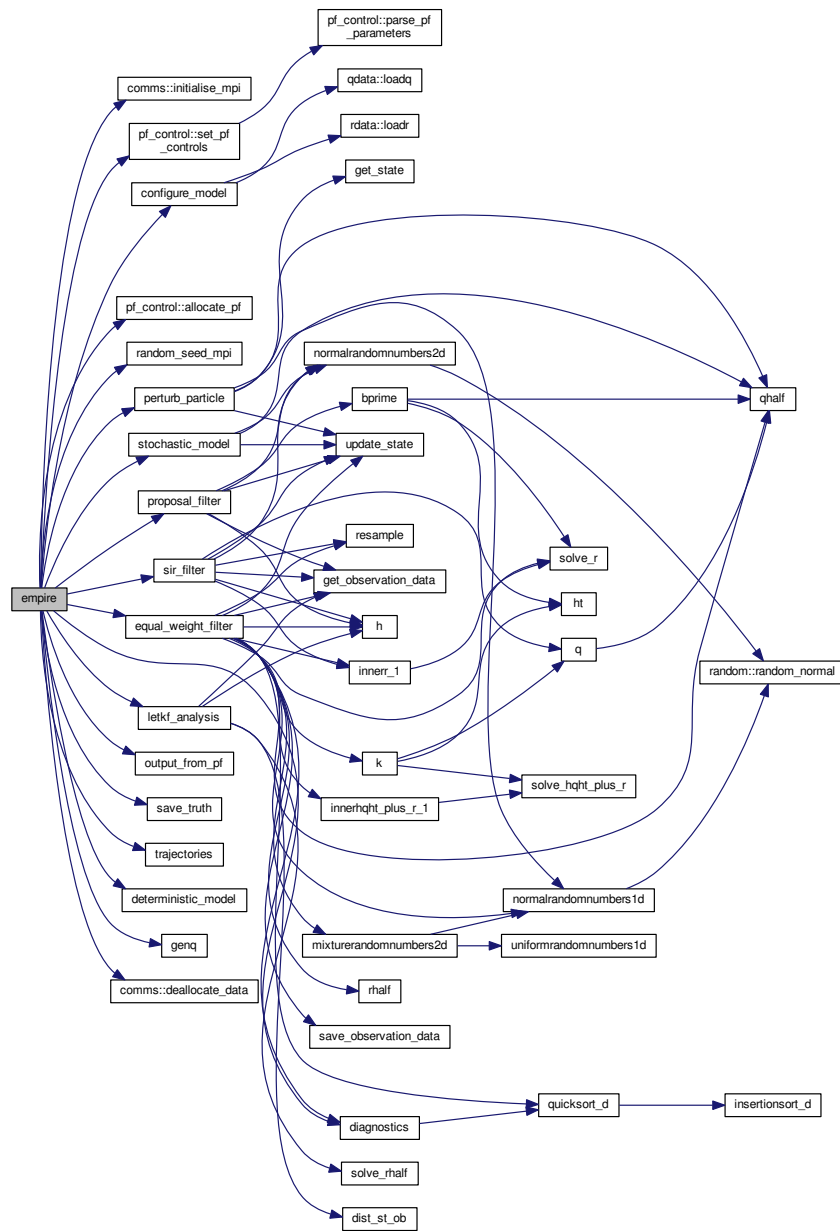 pf_control::parse_pf
_parameters
comms::initialise_mpi
qdata::loadq
pf_control::set_pf
_controls
rdata::loadr
configure_model
get_state
pf_control::allocate_pf
random_seed_mpi
normalrandomnumbers2d
perturb_particle
bprime
qhalf
stochastic_model
update_state
proposal_filter
resample
solve_r
sir_filter
get_observation_data
empire
ht
equal_weight_filter
h
q
innerr_1
random::random_normal
letkf_analysis
output_from_pf
k
solve_hqht_plus_r
save_truth
innerhqht_plus_r_1
trajectories
deterministic_model
normalrandomnumbers1d
genq
mixturerandomnumbers2d
uniformrandomnumbers1d
comms::deallocate_data
rhalf
save_observation_data
quicksort_d
insertionsort_d
diagnostics
solve_rhalf
dist_st_ob